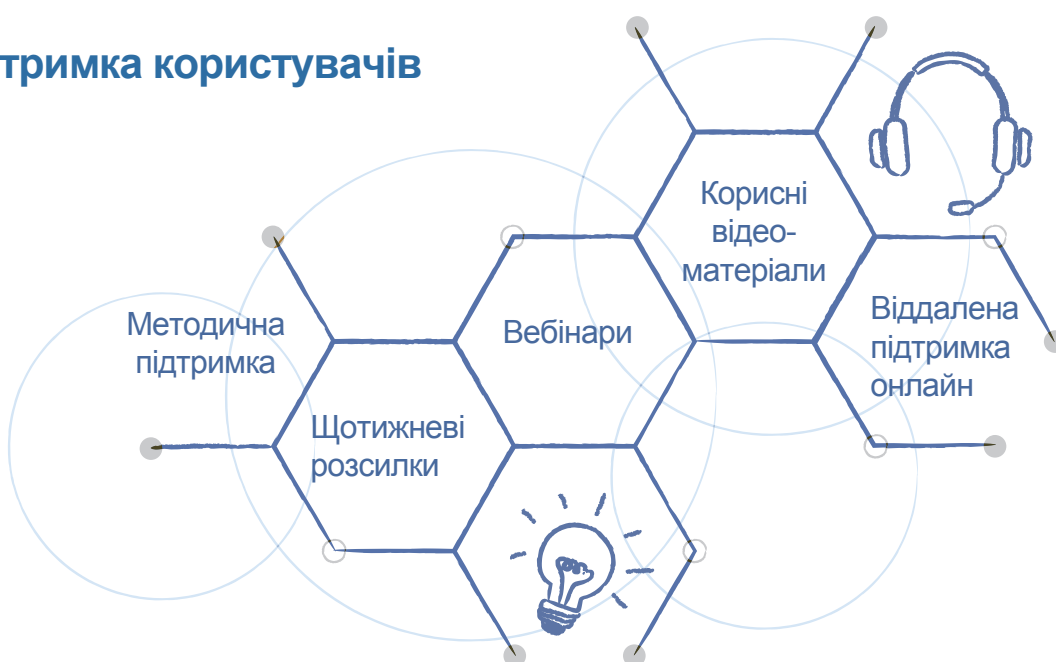 тримка користувачів
Корисні
відео-
матеріали
Методична
підтримка
Вебінари
Віддалена
підтримка
онлайн
Щотижневі
розсилки